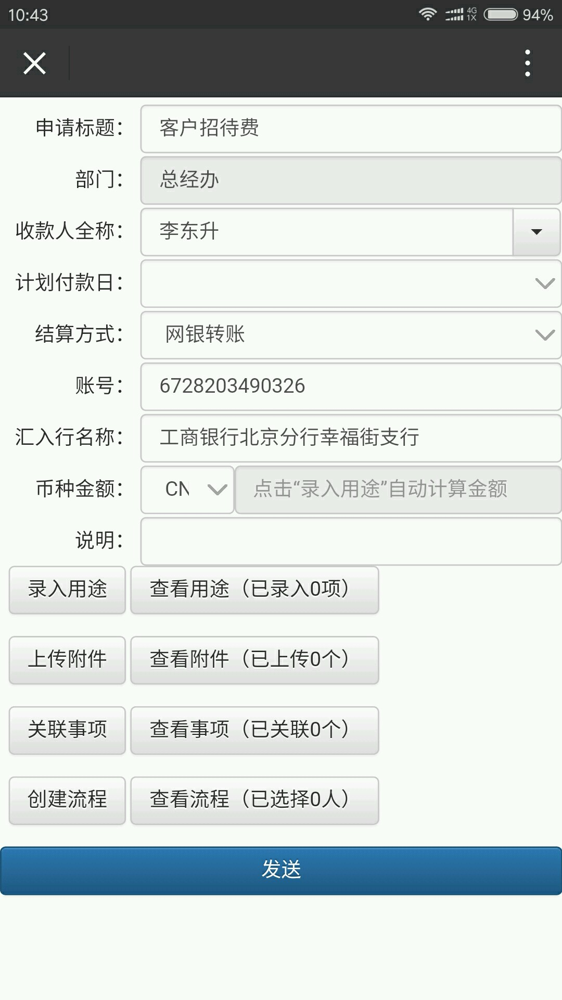 10:43 4G 1X 94%
申请标题： 客户招待费
部门： 总经办
收款人全称： 李东升
计划付款日：
结算方式： 网银转账
账号： 6728203490326
汇入行名称： 工商银行北京分行幸福街支行
币种金额： CN 点击“录入用途”自动计算金额
说明：
录入用途 查看用途（已录入0项）
上传附件 查看附件（已上传0个）
关联事项 查看事项（已关联0个）
创建流程 查看流程（已选择0人）
发送